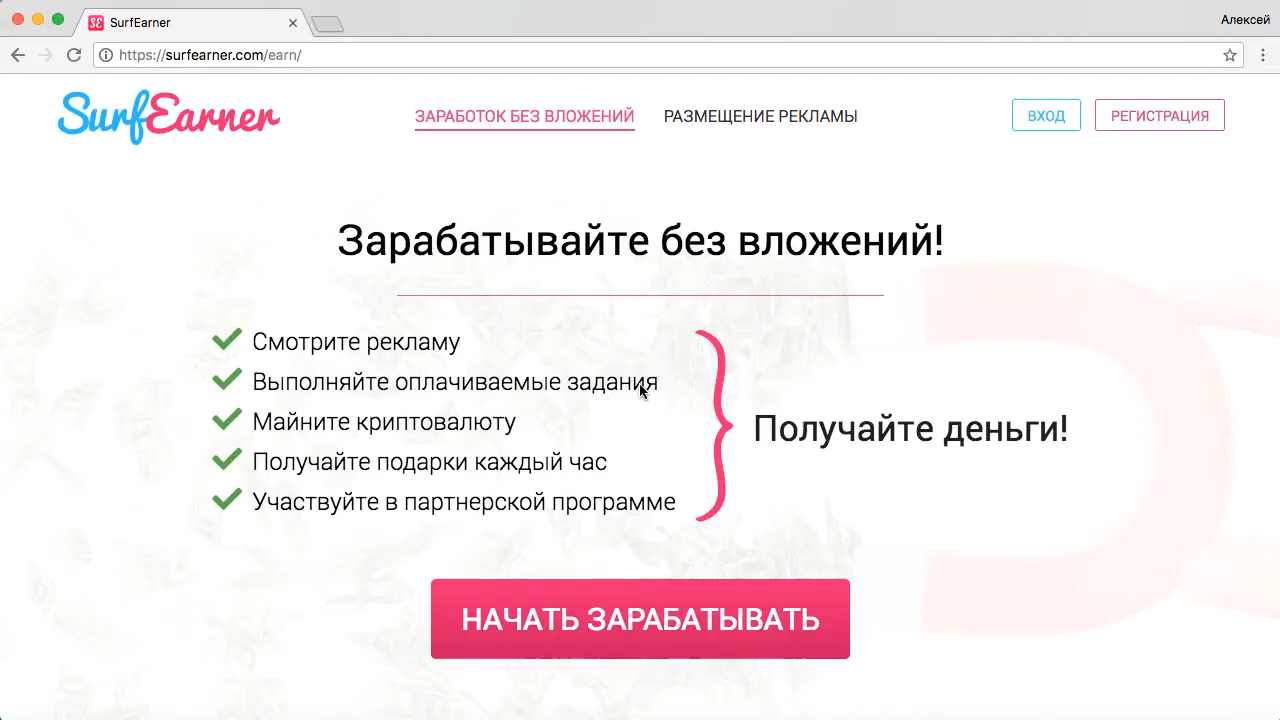 SurfEarner
Алексей
https://surfearner.com/earn/
SurfEarner
ЗАРАБОТОК БЕЗ ВЛОЖЕНИЙ
РАЗМЕЩЕНИЕ РЕКЛАМЫ
ВХОД
РЕГИСТРАЦИЯ
Зарабатывайте без вложений!
Смотрите рекламу
Выполняйте оплачиваемые задания
Майните криптовалюту
Получайте подарки каждый час
Участвуйте в партнерской программе
Получайте деньги!
НАЧАТЬ ЗАРАБАТЫВАТЬ